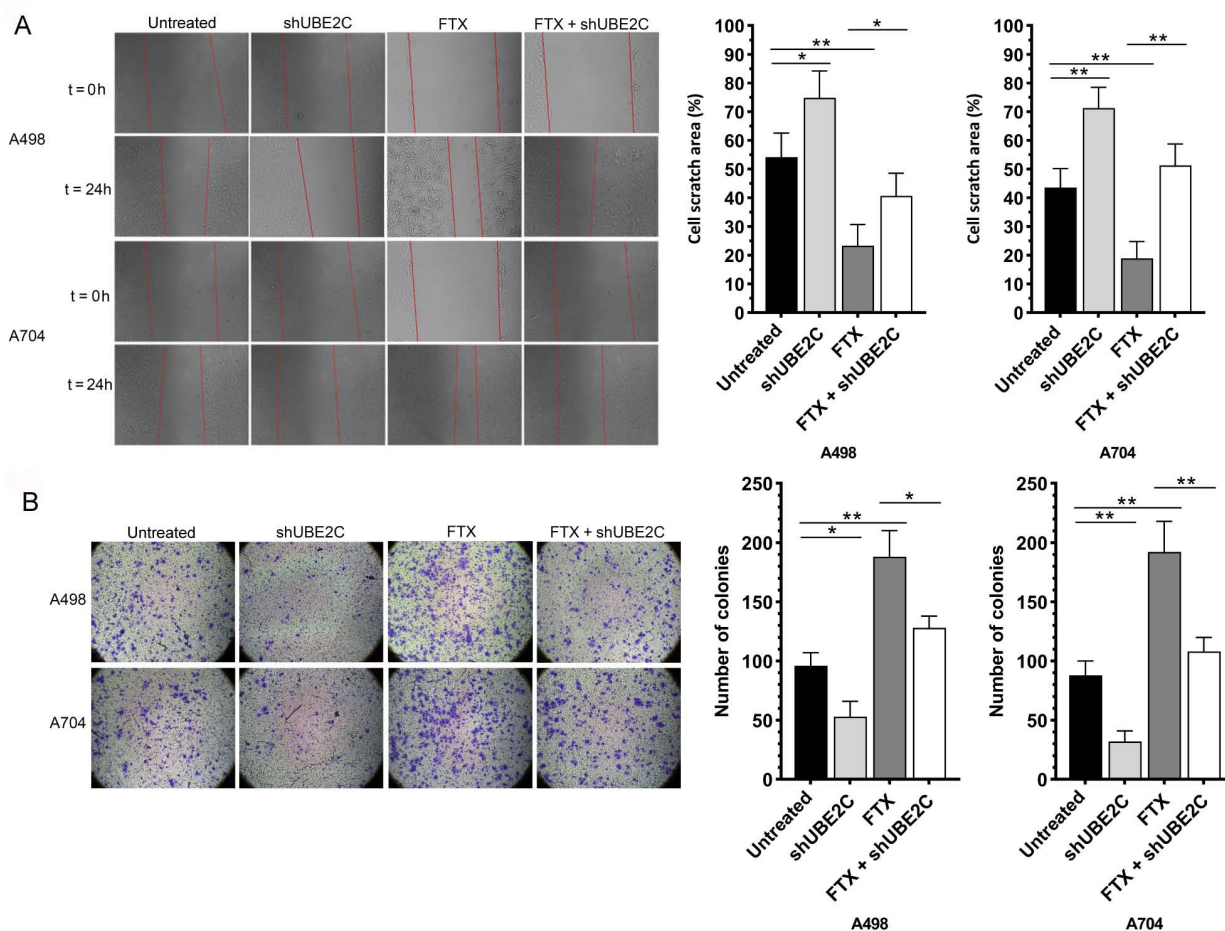 A
Untreated shUBE2C FTX FTX + shUBE2C
t = 0h
A498
t = 24h
t = 0h
A704
t = 24h
Cell scratch area (%)
100
90
80
70
60
50
40
30
20
10
0
* ** *
Untreated
shUBE2C
FTX
FTX + shUBE2C
A498
Cell scratch area (%)
100
90
80
70
60
50
40
30
20
10
0
** ** **
Untreated
shUBE2C
FTX
FTX + shUBE2C
A704
B
Untreated shUBE2C FTX FTX + shUBE2C
A498
A704
Number of colonies
250
200
150
100
50
0
* ** *
Untreated
shUBE2C
FTX
FTX + shUBE2C
A498
Number of colonies
250
200
150
100
50
0
** ** **
Untreated
shUBE2C
FTX
FTX + shUBE2C
A704